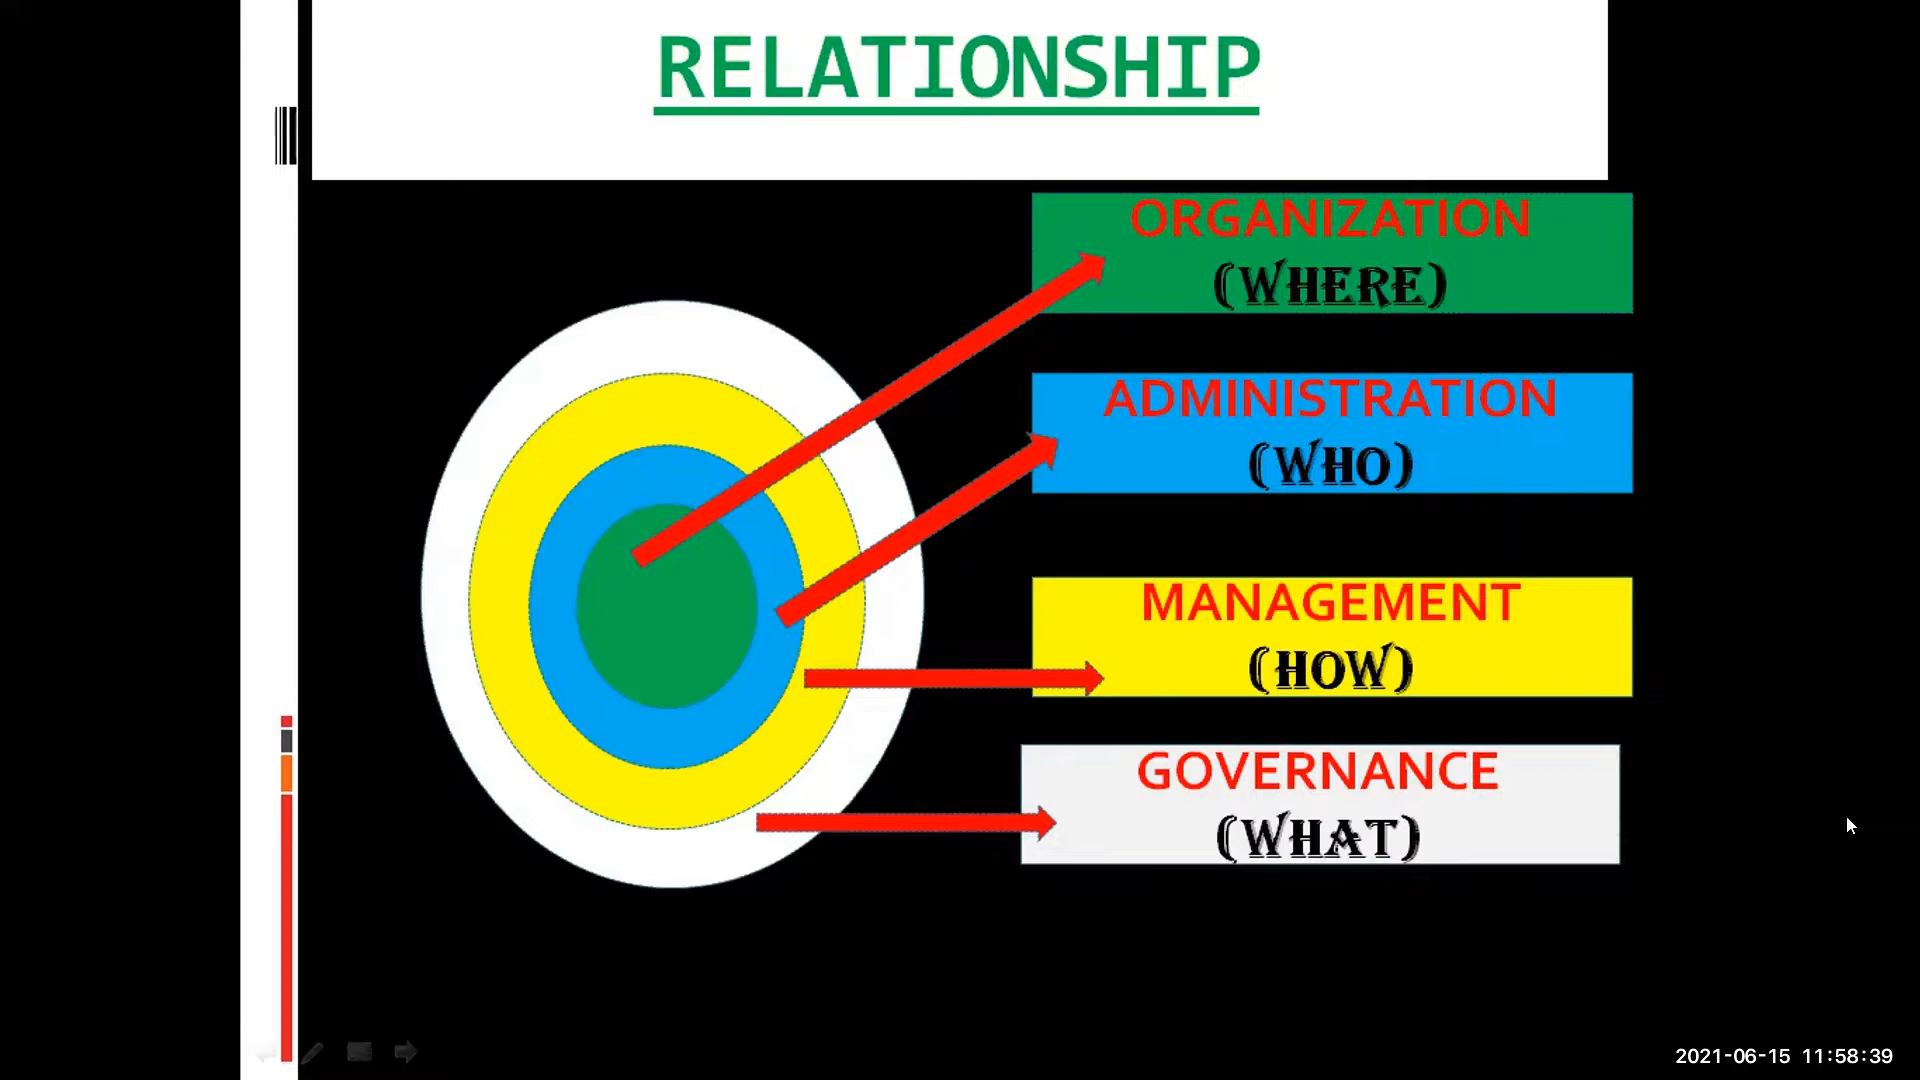 RELATIONSHIP
ORGANIZATION
(WHERE)
ADMINISTRATION
(WHO)
MANAGEMENT
(HOW)
GOVERNANCE
(WHAT)
2021-06-15 11:58:39